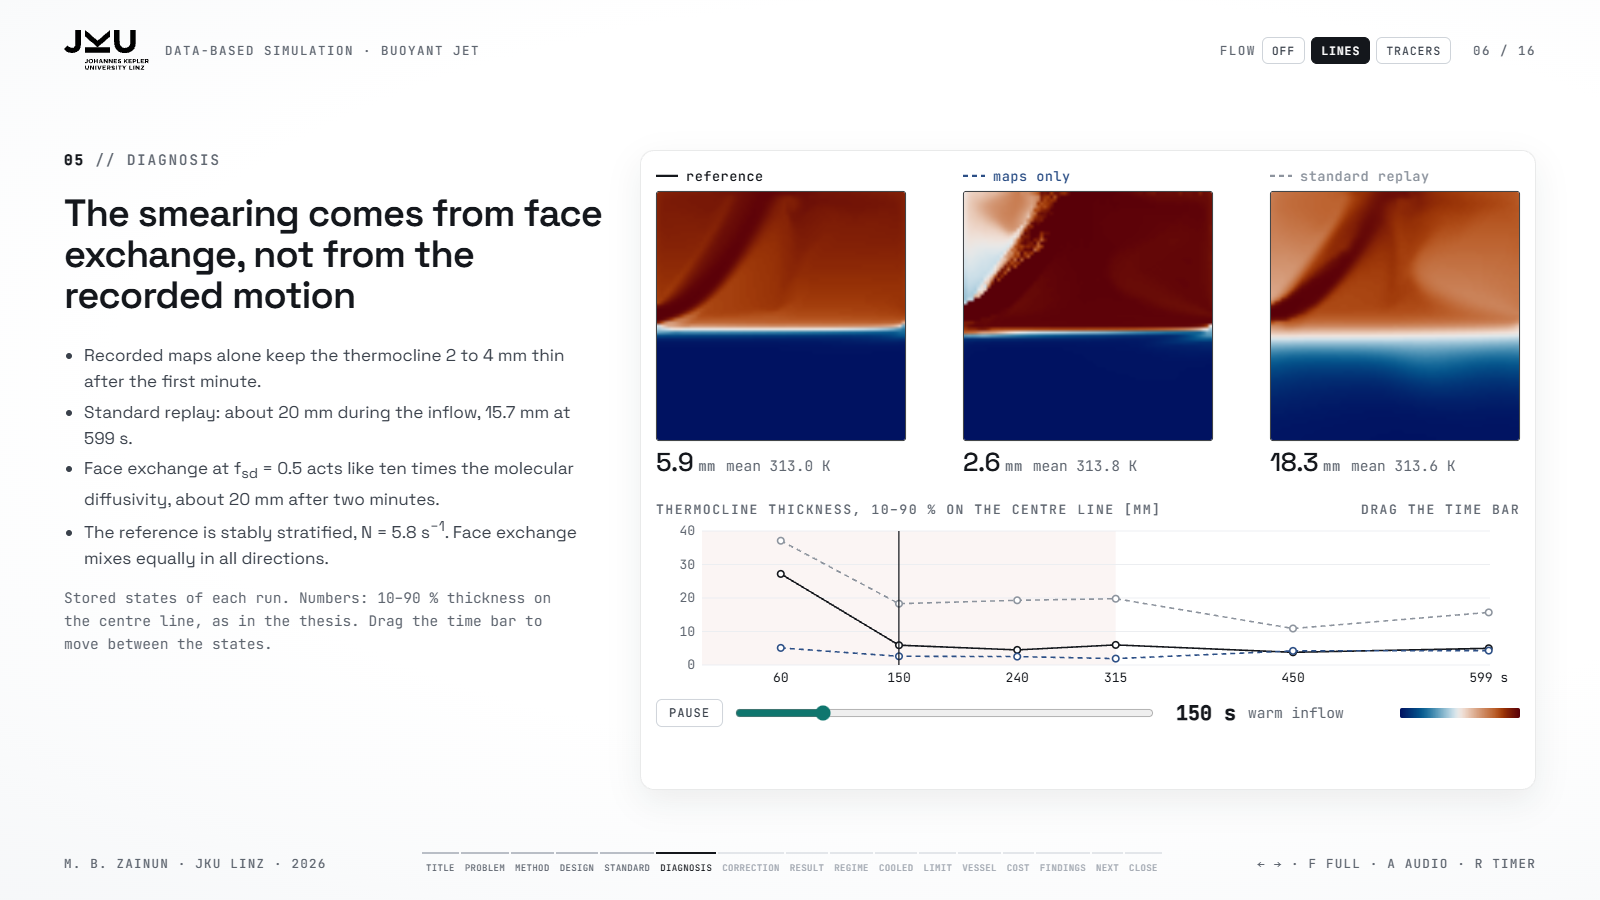 JKU
JOHANNES KEPLER
UNIVERSITY LINZ
DATA-BASED SIMULATION · BUOYANT JET
FLOW OFF LINES TRACERS 06 / 16
05 // DIAGNOSIS
The smearing comes from face
exchange, not from the
recorded motion
• Recorded maps alone keep the thermocline 2 to 4 mm thin
after the first minute.
• Standard replay: about 20 mm during the inflow, 15.7 mm at
599 s.
• Face exchange at fsd = 0.5 acts like ten times the molecular
diffusivity, about 20 mm after two minutes.
• The reference is stably stratified, N = 5.8 s⁻¹. Face exchange
mixes equally in all directions.
Stored states of each run. Numbers: 10–90 % thickness on
the centre line, as in the thesis. Drag the time bar to
move between the states.
reference maps only standard replay
5.9 mm mean 313.0 K 2.6 mm mean 313.8 K 18.3 mm mean 313.6 K
THERMOCLINE THICKNESS, 10–90 % ON THE CENTRE LINE [MM] DRAG THE TIME BAR
40
30
20
10
0
60 150 240 315 450 599 s
PAUSE 150 s warm inflow
M. B. ZAINUN · JKU LINZ · 2026
TITLE PROBLEM METHOD DESIGN STANDARD DIAGNOSIS CORRECTION RESULT REGIME COOLED LIMIT VESSEL COST FINDINGS NEXT CLOSE
← → · F FULL · A AUDIO · R TIMER